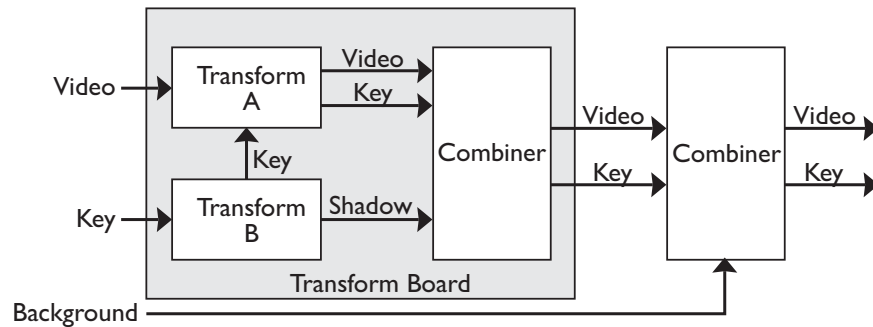 Video
Transform
A
Video
Key
Key
Key
Transform
B
Shadow
Combiner
Transform Board
Video
Key
Combiner
Video
Key
Background